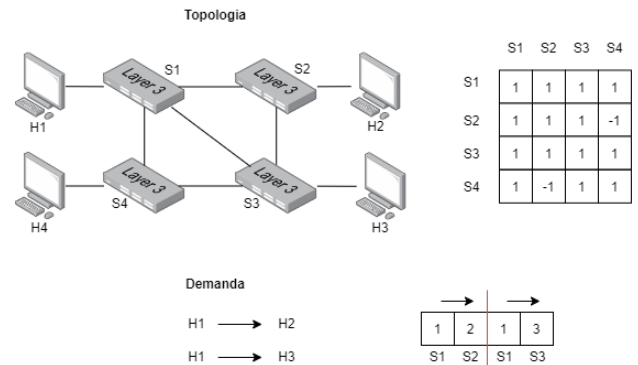 Topologia
S1 S2 S3 S4
Layer 3 S1
Layer 3 S2
H1
H2
Layer 3 S4
Layer 3 S3
H4
H3
S1 1 1 1 1
S2 1 1 1 -1
S3 1 1 1 1
S4 1 -1 1 1
Demanda
H1 H2
H1 H3
1 2 1 3
S1 S2 S1 S3